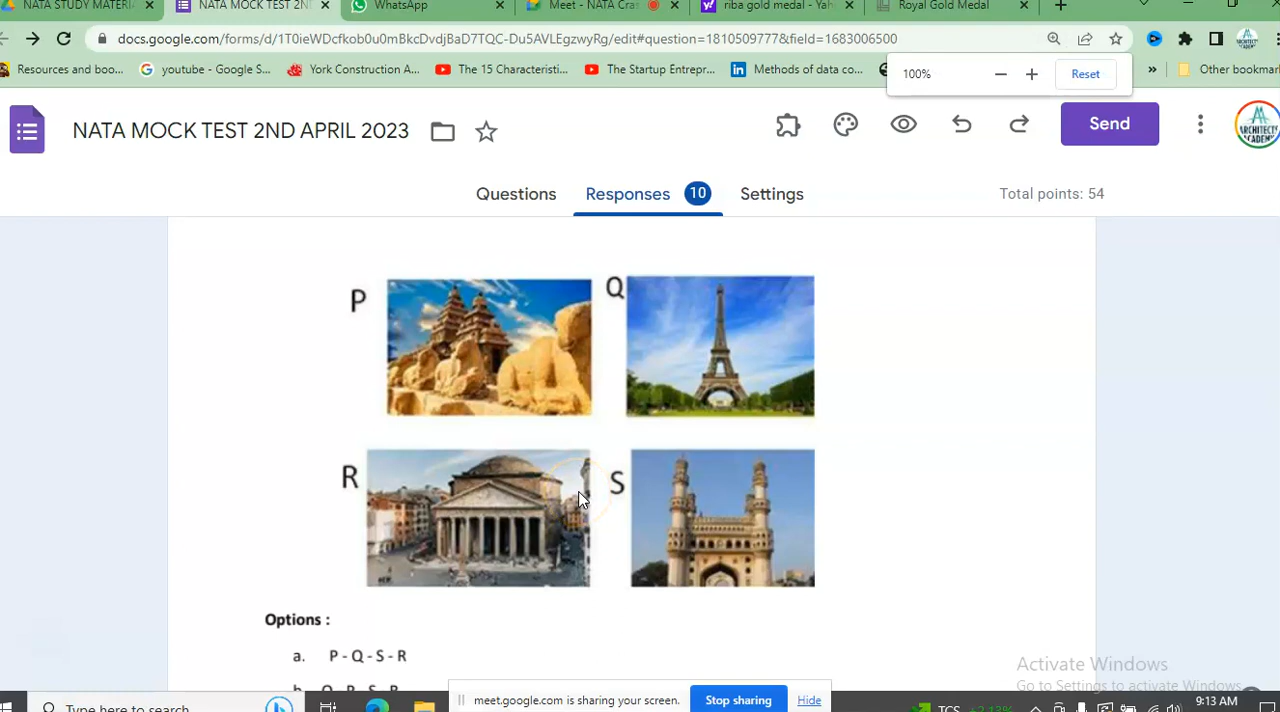 NATA STUDY MATERI
NATA MOCK TEST 2N
WhatsApp
Meet - NATA Cras
riba gold medal - Yah
Royal Gold Medal
docs.google.com/forms/d/1T0ieWDcfkob0u0mBkcDvdjBaD7TQC-Du5AVLEgzwyRg/edit#question=1810509777&field=1683006500
Resources and boo...
youtube - Google S...
York Construction A...
The 15 Characteristi...
The Startup Entrepr...
Methods of data co...
Other bookmar
100%
Reset
NATA MOCK TEST 2ND APRIL 2023
Send
Questions
Responses 10
Settings
Total points: 54
P
Q
R
S
Options :
a. P - Q - S - R
Activate Windows
Go to Settings to activate Windows.
meet.google.com is sharing your screen.
Stop sharing
Hide
Type here to search
TCS +2.13%
9:13 AM